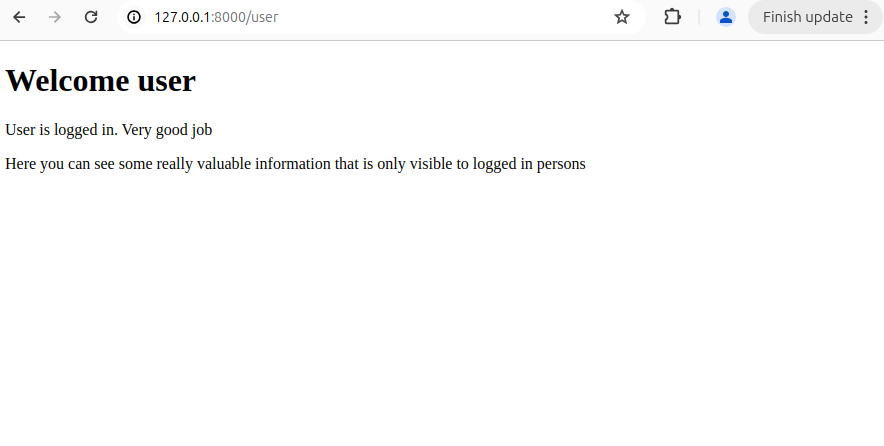 127.0.0.1:8000/user
Finish update
Welcome user
User is logged in. Very good job
Here you can see some really valuable information that is only visible to logged in persons